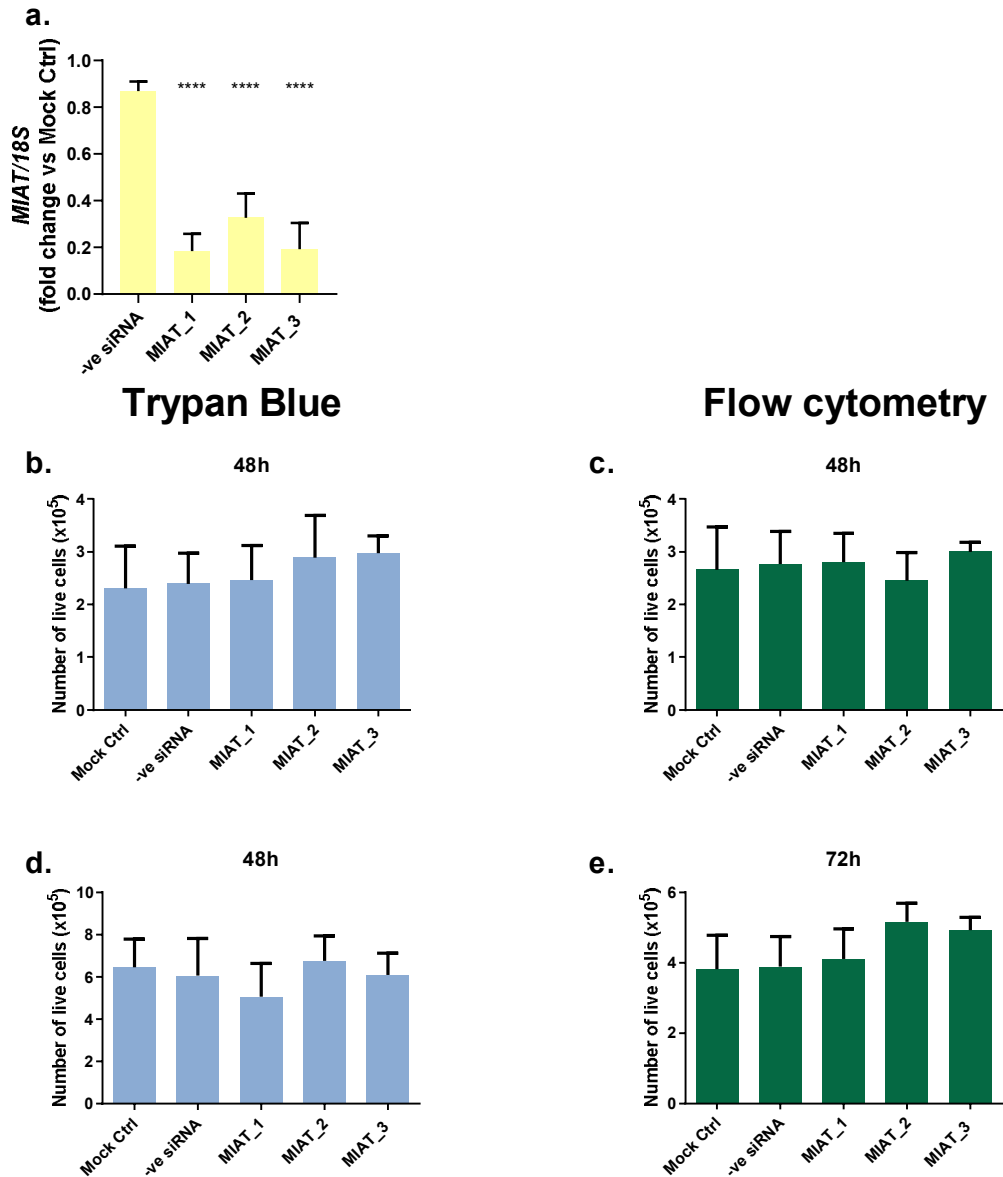 a.
MIAT/18S
(fold change vs Mock Ctrl)
1.0
0.8
0.6
0.4
0.2
0.0
**** **** ****
-ve siRNA MIAT_1 MIAT_2 MIAT_3
Trypan Blue
Flow cytometry
b.
48h
Number of live cells (x10⁵)
4
3
2
1
0
Mock Ctrl -ve siRNA MIAT_1 MIAT_2 MIAT_3
c.
48h
Number of live cells (x10⁵)
4
3
2
1
0
Mock Ctrl -ve siRNA MIAT_1 MIAT_2 MIAT_3
d.
48h
Number of live cells (x10⁵)
10
8
6
4
2
0
Mock Ctrl -ve siRNA MIAT_1 MIAT_2 MIAT_3
e.
72h
Number of live cells (x10⁵)
6
4
2
0
Mock Ctrl -ve siRNA MIAT_1 MIAT_2 MIAT_3